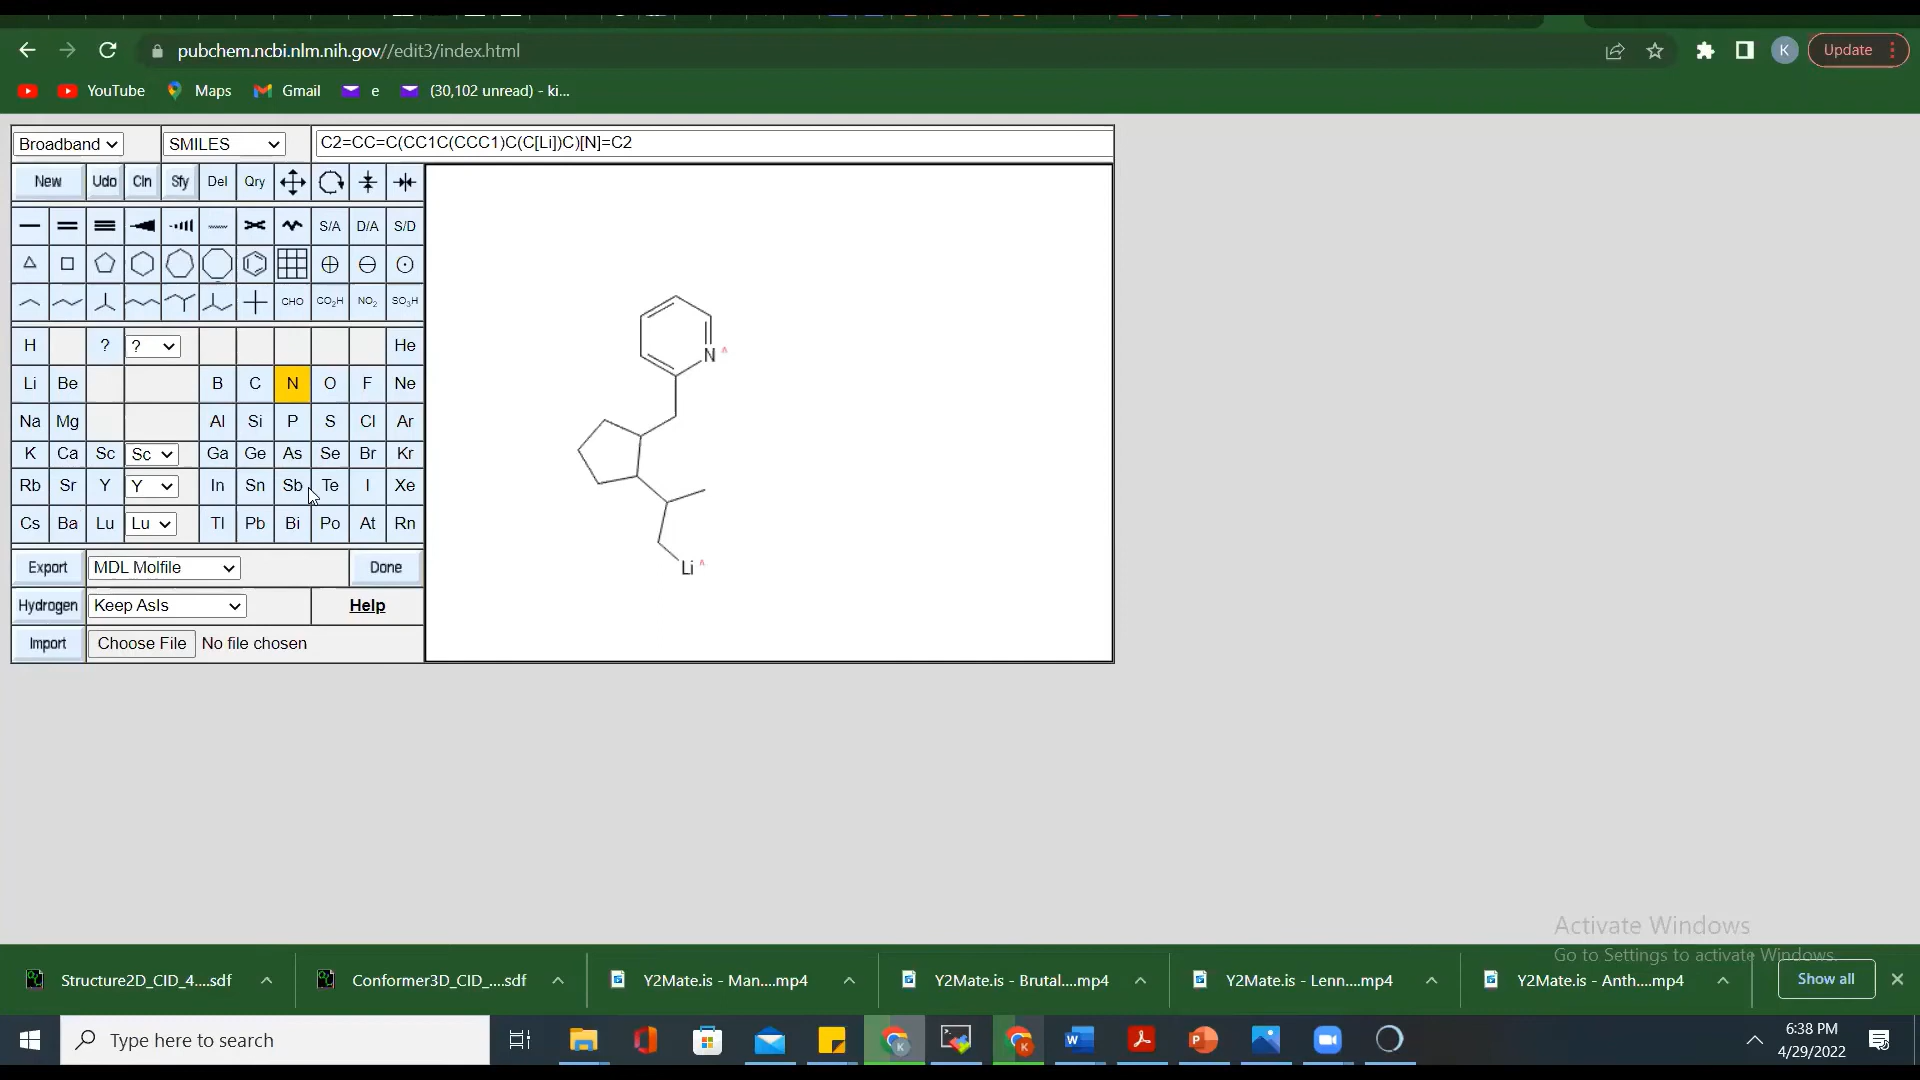 pubchem.ncbi.nlm.nih.gov//edit3/index.html K Update
YouTube Maps Gmail e (30,102 unread) - ki...
Broadband SMILES C2=CC=C(CC1C(CCC1)C(C[Li])C)[N]=C2
New Udo Cln Sfy Del Qry
S/A D/A S/D
CHO CO2H NO2 SO3H
H ? ? He
Li Be B C N O F Ne
Na Mg Al Si P S Cl Ar
K Ca Sc Sc Ga Ge As Se Br Kr
Rb Sr Y Y In Sn Sb Te I Xe
Cs Ba Lu Lu Tl Pb Bi Po At Rn
Export MDL Molfile Done
Hydrogen Keep AsIs Help
Import Choose File No file chosen
N ^
Li ^
Activate Windows
Go to Settings to activate Windows.
Structure2D_CID_4....sdf Conformer3D_CID_....sdf Y2Mate.is - Man....mp4 Y2Mate.is - Brutal....mp4 Y2Mate.is - Lenn....mp4 Y2Mate.is - Anth....mp4 Show all
Type here to search
6:38 PM
4/29/2022